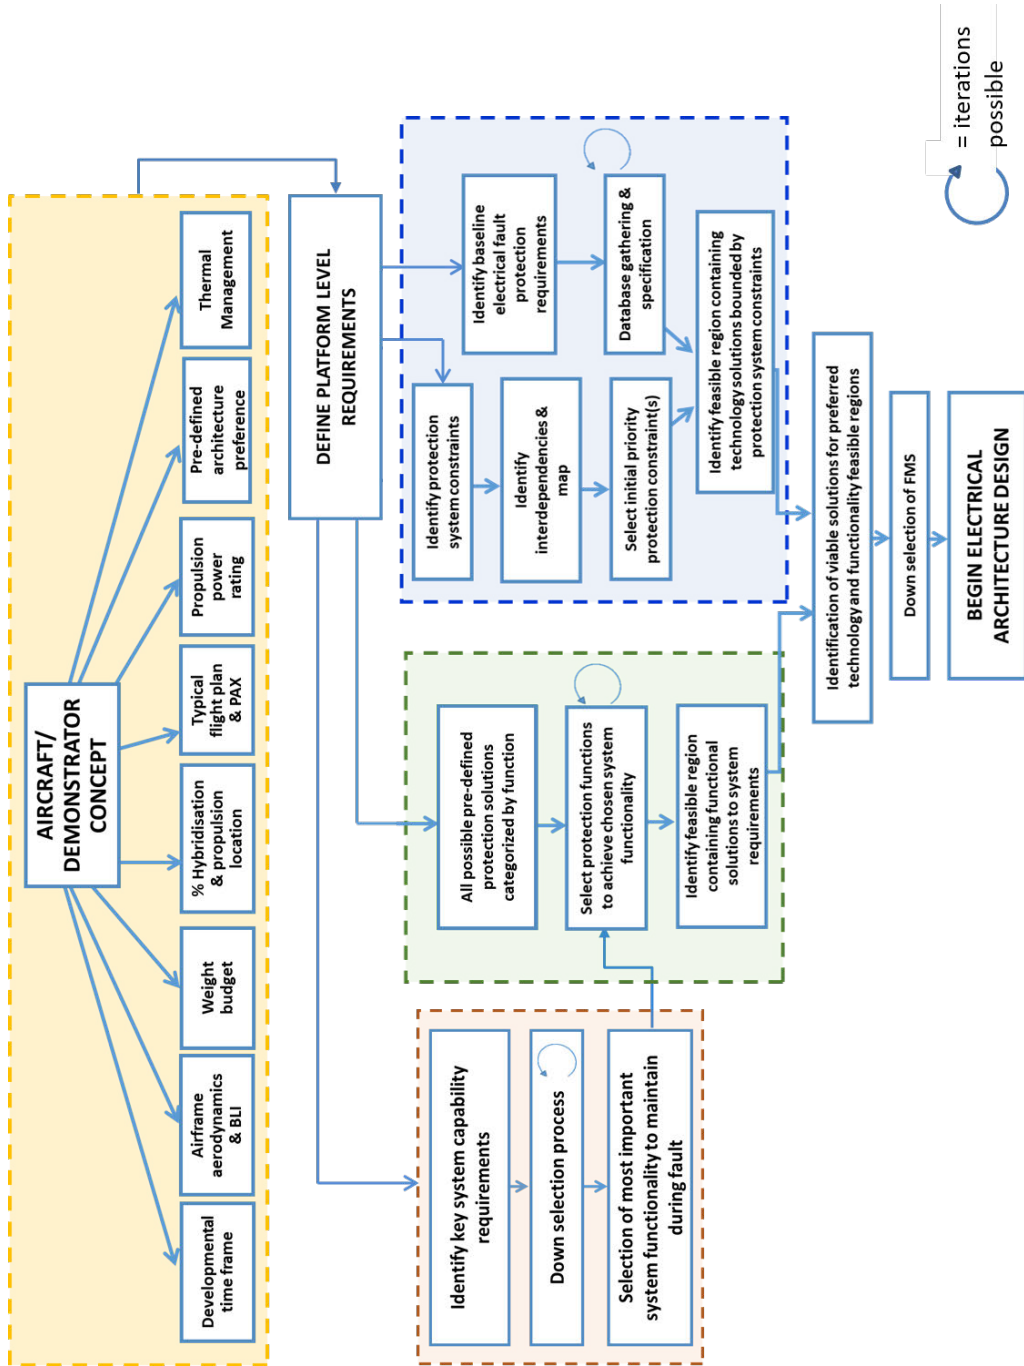 AIRCRAFT/
DEMONSTRATOR
CONCEPT
Developmental
time frame
Airframe
aerodynamics
& BLI
Weight
budget
% Hybridisation
& propulsion
location
Typical
flight plan
& PAX
Propulsion
power
rating
Pre-defined
architecture
preference
Thermal
Management
DEFINE PLATFORM LEVEL
REQUIREMENTS
Identify key system capability
requirements
Down selection process
Selection of most important
system functionality to maintain
during fault
All possible pre-defined
protection solutions
categorized by function
Select protection functions
to achieve chosen system
functionality
Identify feasible region
containing functional
solutions to system
requirements
Identify protection
system constraints
Identify
interdependencies &
map
Select initial priority
protection constraint(s)
Identify baseline
electrical fault
protection
requirements
Database gathering &
specification
Identify feasible region containing
technology solutions bounded by
protection system constraints
Identification of viable solutions for preferred
technology and functionality feasible regions
Down selection of FMS
BEGIN ELECTRICAL
ARCHITECTURE DESIGN
= iterations
possible